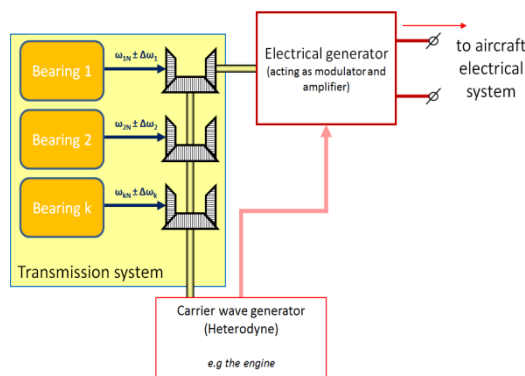 Bearing 1
ω1N ± Δω1
Electrical generator
(acting as modulator and
amplifier)
to aircraft
electrical
system
Bearing 2
ω2N ± Δω2
Bearing k
ωkN ± Δωk
Transmission system
Carrier wave generator
(Heterodyne)
e.g the engine